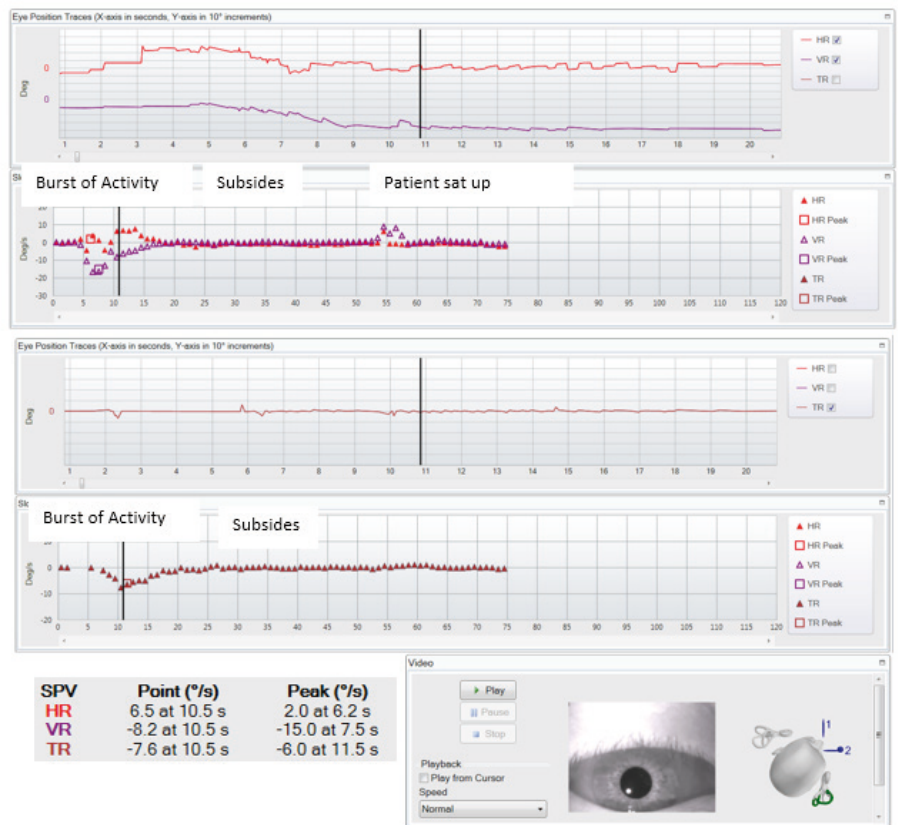 Eye Position Traces (X-axis in seconds, Y-axis in 10° increments)
HR
VR
TR
0
0
Deg
1 2 3 4 5 6 7 8 9 10 11 12 13 14 15 16 17 18 19 20
Burst of Activity Subsides Patient sat up
10
0
-10
-20
-30
Deg/s
0 5 10 15 20 25 30 35 40 45 50 55 60 65 70 75 80 85 90 95 100 105 110 115 120
HR
HR Peak
VR
VR Peak
TR
TR Peak
Eye Position Traces (X-axis in seconds, Y-axis in 10° increments)
HR
VR
TR
0
Deg
1 2 3 4 5 6 7 8 9 10 11 12 13 14 15 16 17 18 19 20
Burst of Activity Subsides
0
-10
-20
Deg/s
0 5 10 15 20 25 30 35 40 45 50 55 60 65 70 75 80 85 90 95 100 105 110 115 120
HR
HR Peak
VR
VR Peak
TR
TR Peak
SPV Point (°/s) Peak (°/s)
HR 6.5 at 10.5 s 2.0 at 6.2 s
VR -8.2 at 10.5 s -15.0 at 7.5 s
TR -7.6 at 10.5 s -6.0 at 11.5 s
Video
Play
Pause
Stop
Playback
Play from Cursor
Speed
Normal
1
2